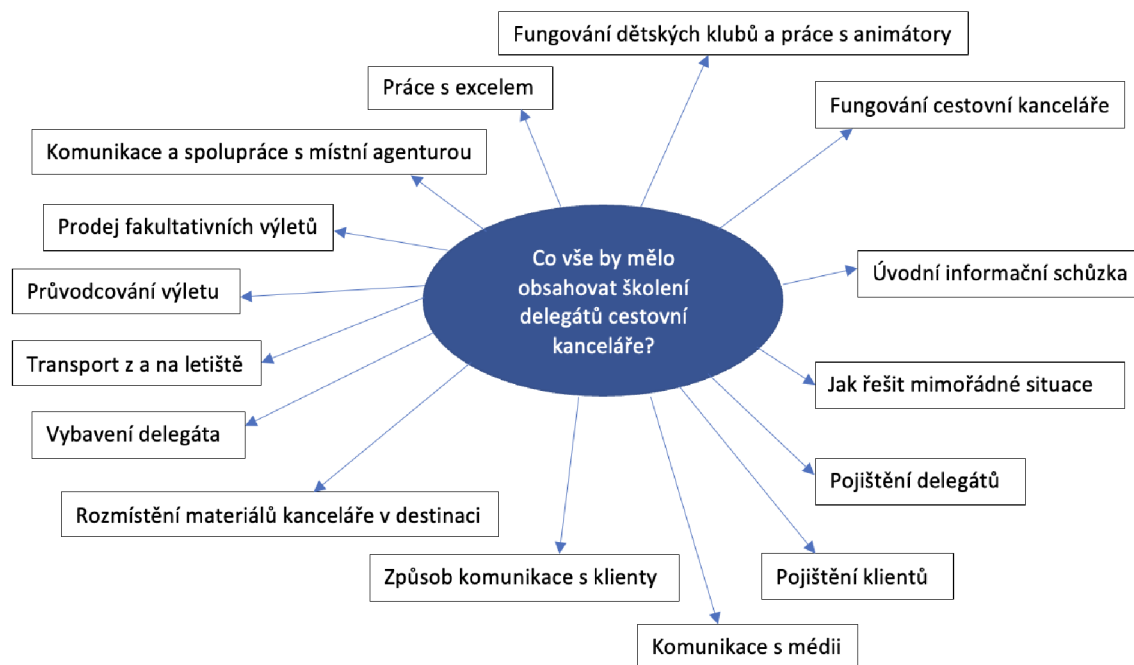 Fungování dětských klubů a práce s animátory
Práce s excelem
Fungování cestovní kanceláře
Komunikace a spolupráce s místní agenturou
Prodej fakultativních výletů
Co vše by mělo
obsahovat školení
delegátů cestovní
kanceláře?
Úvodní informační schůzka
Průvodcování výletu
Transport z a na letiště
Jak řešit mimořádné situace
Vybavení delegáta
Pojištění delegátů
Rozmístění materiálů kanceláře v destinaci
Způsob komunikace s klienty
Pojištění klientů
Komunikace s médii